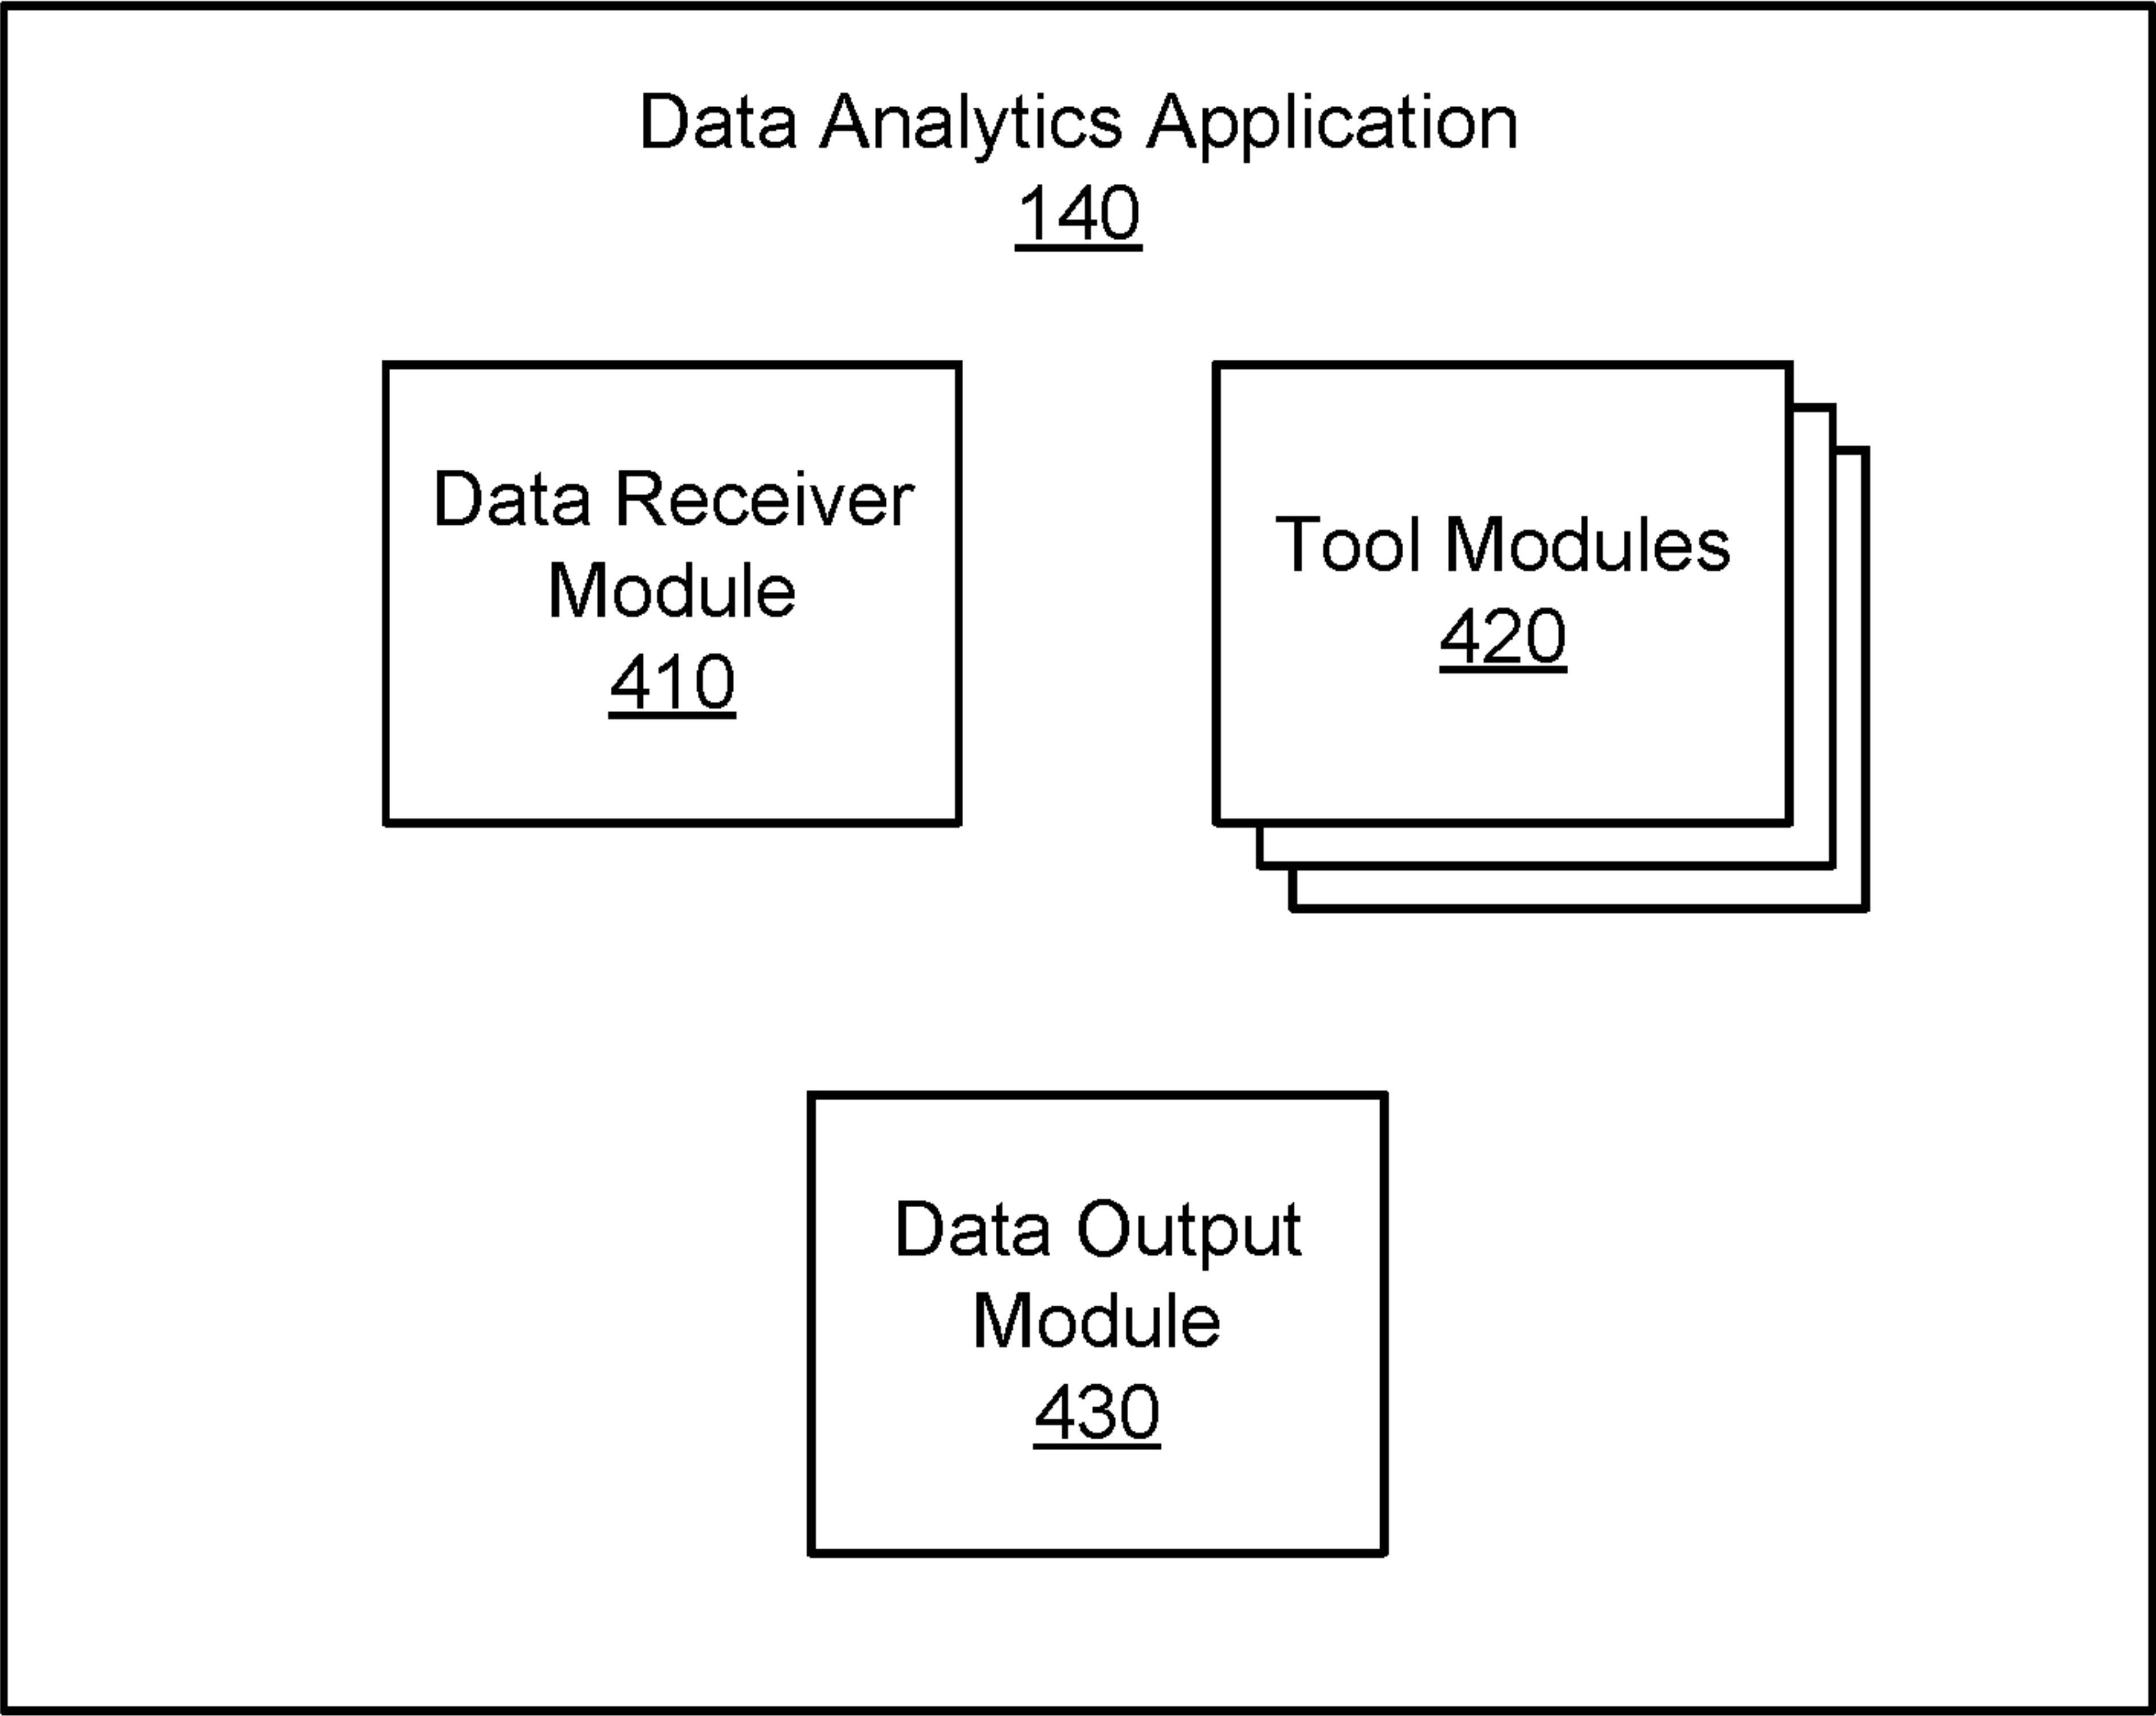 Data Analytics Application
140
Data Receiver
Module
410
Tool Modules
420
Data Output
Module
430